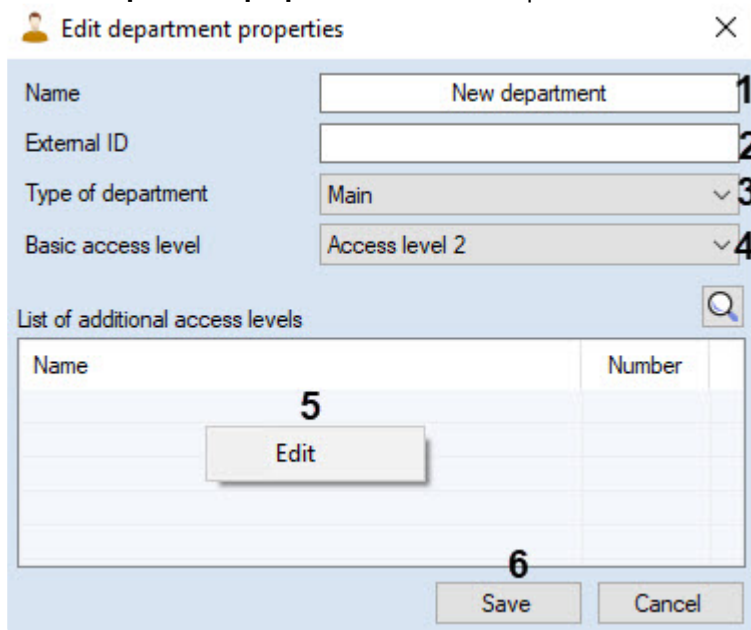 Edit department properties
Name New department 1
External ID 2
Type of department Main 3
Basic access level Access level 2 4
List of additional access levels
Name Number
5
Edit
6
Save Cancel